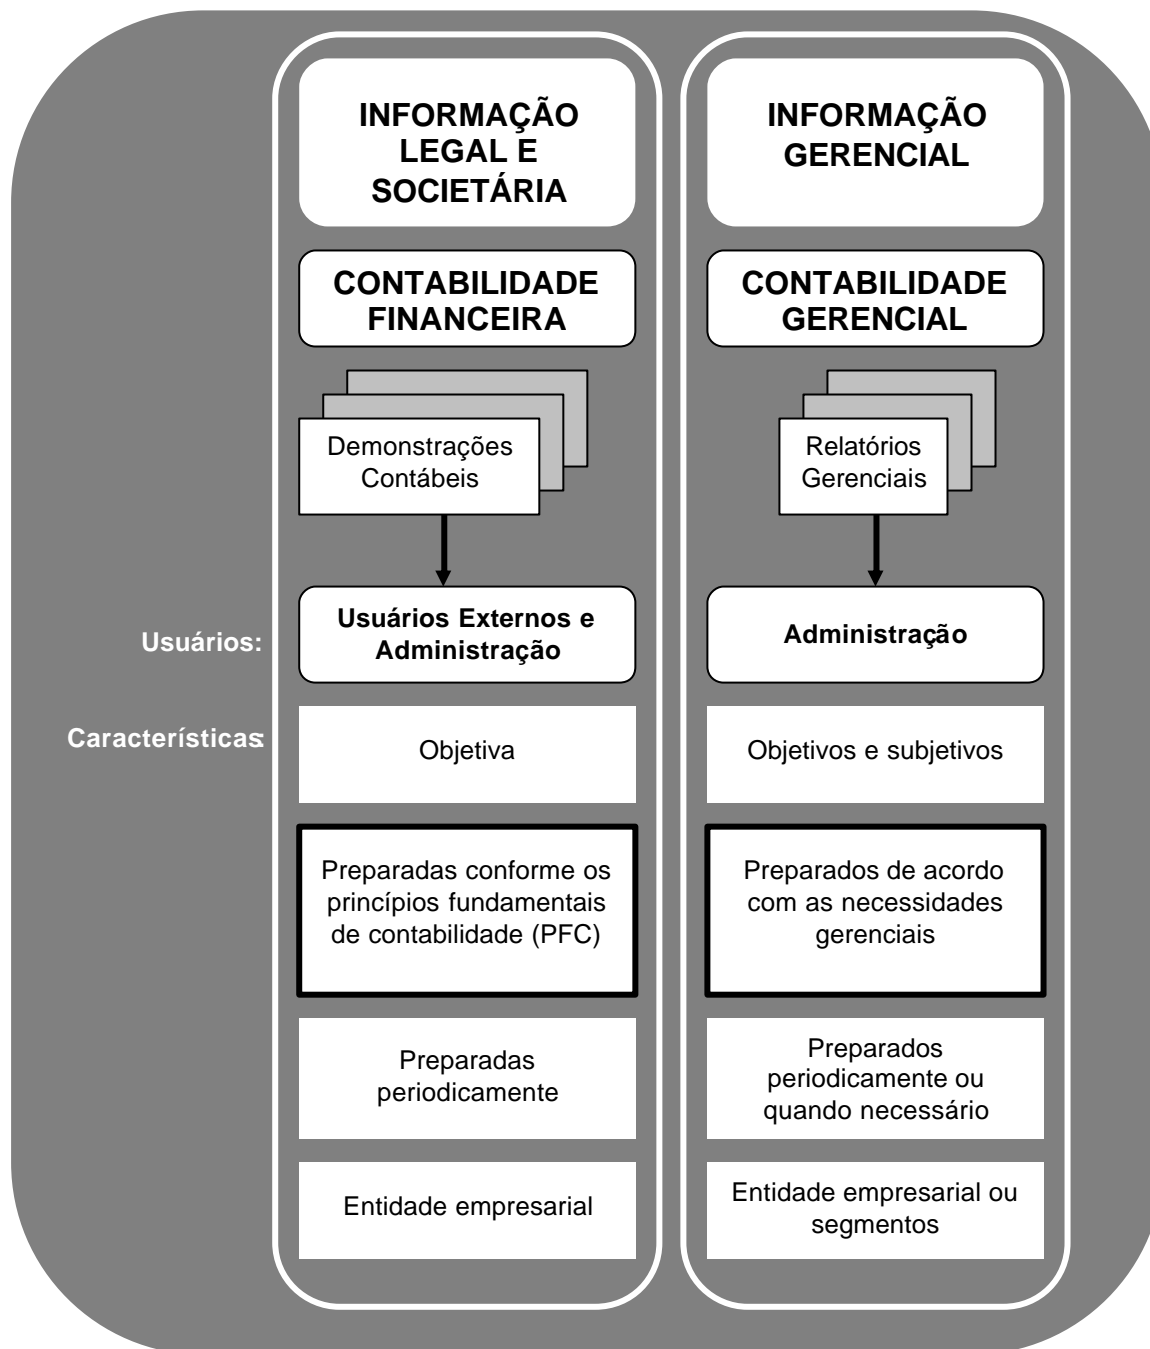 INFORMAÇÃO
LEGAL E
SOCIETÁRIA
INFORMAÇÃO
GERENCIAL
CONTABILIDADE
FINANCEIRA
CONTABILIDADE
GERENCIAL
Demonstrações
Contábeis
Relatórios
Gerenciais
Usuários:
Usuários Externos e
Administração
Administração
Características:
Objetiva
Objetivos e subjetivos
Preparadas conforme os
princípios fundamentais
de contabilidade (PFC)
Preparados de acordo
com as necessidades
gerenciais
Preparadas
periodicamente
Preparados
periodicamente ou
quando necessário
Entidade empresarial
Entidade empresarial ou
segmentos